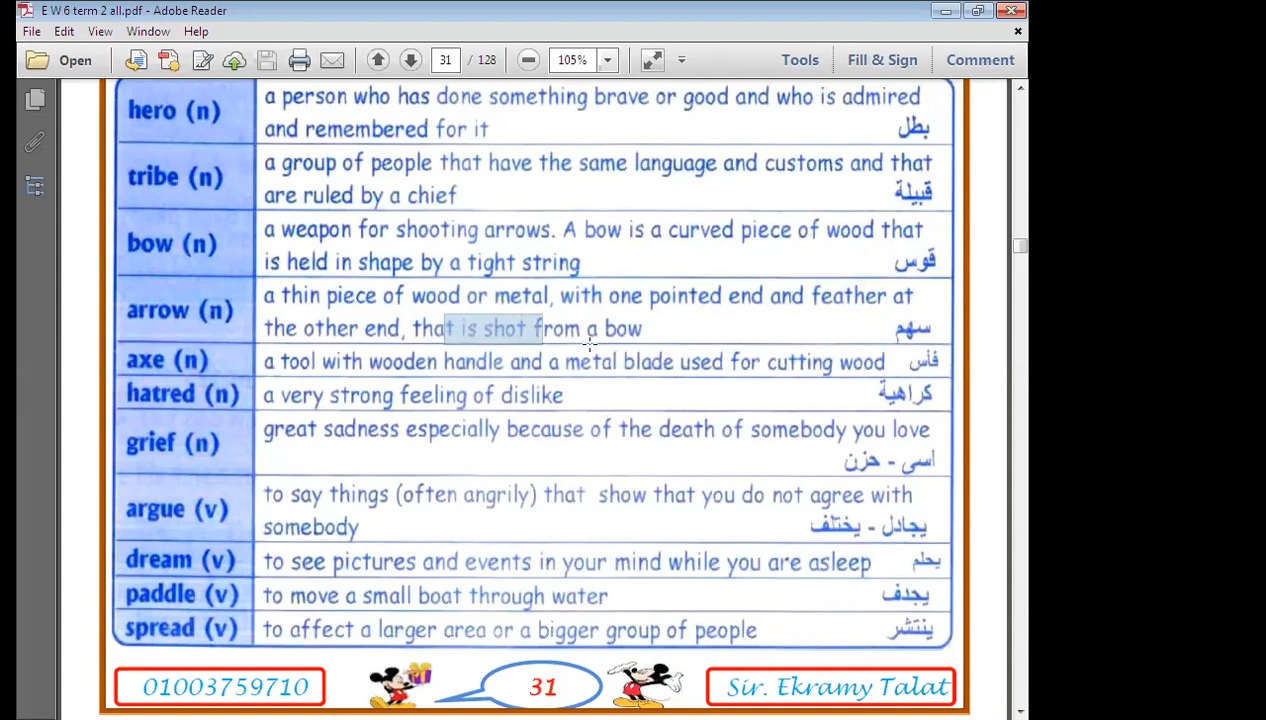 E W 6 term 2 all.pdf - Adobe Reader
File Edit View Window Help
Open 31 / 128 105% Tools Fill & Sign Comment
hero (n) a person who has done something brave or good and who is admired
and remembered for it بطل
tribe (n) a group of people that have the same language and customs and that
are ruled by a chief قبيلة
bow (n) a weapon for shooting arrows. A bow is a curved piece of wood that
is held in shape by a tight string قوس
arrow (n) a thin piece of wood or metal, with one pointed end and feather at
the other end, that is shot from a bow سهم
axe (n) a tool with wooden handle and a metal blade used for cutting wood فأس
hatred (n) a very strong feeling of dislike كراهية
grief (n) great sadness especially because of the death of somebody you love
أسى - حزن
argue (v) to say things (often angrily) that show that you do not agree with
somebody يجادل - يختلف
dream (v) to see pictures and events in your mind while you are asleep يحلم
paddle (v) to move a small boat through water يجدف
spread (v) to affect a larger area or a bigger group of people ينتشر
01003759710 31 Sir. Ekramy Talat